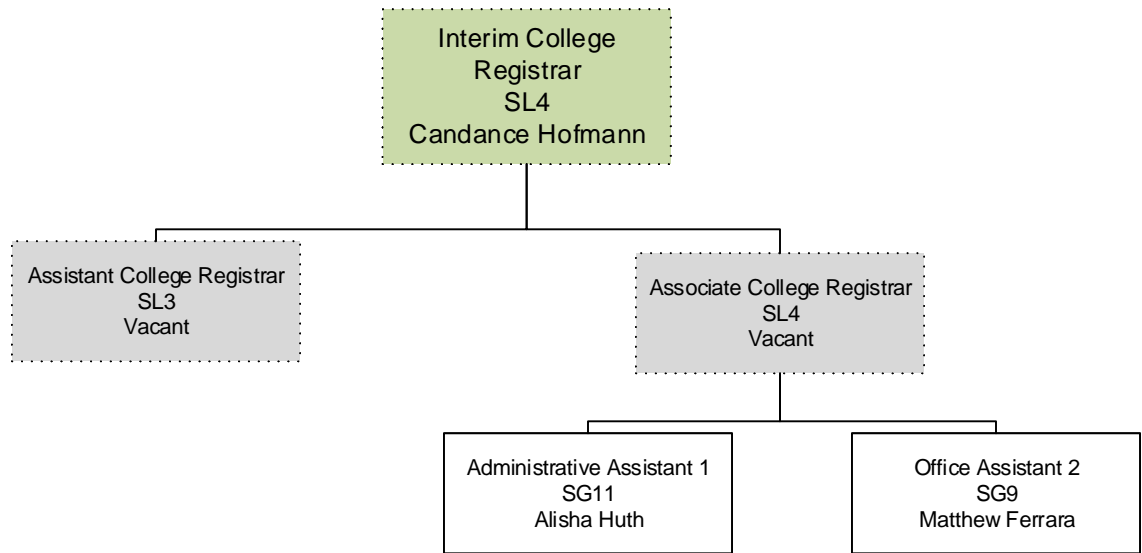 Interim College
Registrar
SL4
Candance Hofmann
Assistant College Registrar
SL3
Vacant
Associate College Registrar
SL4
Vacant
Administrative Assistant 1
SG11
Alisha Huth
Office Assistant 2
SG9
Matthew Ferrara